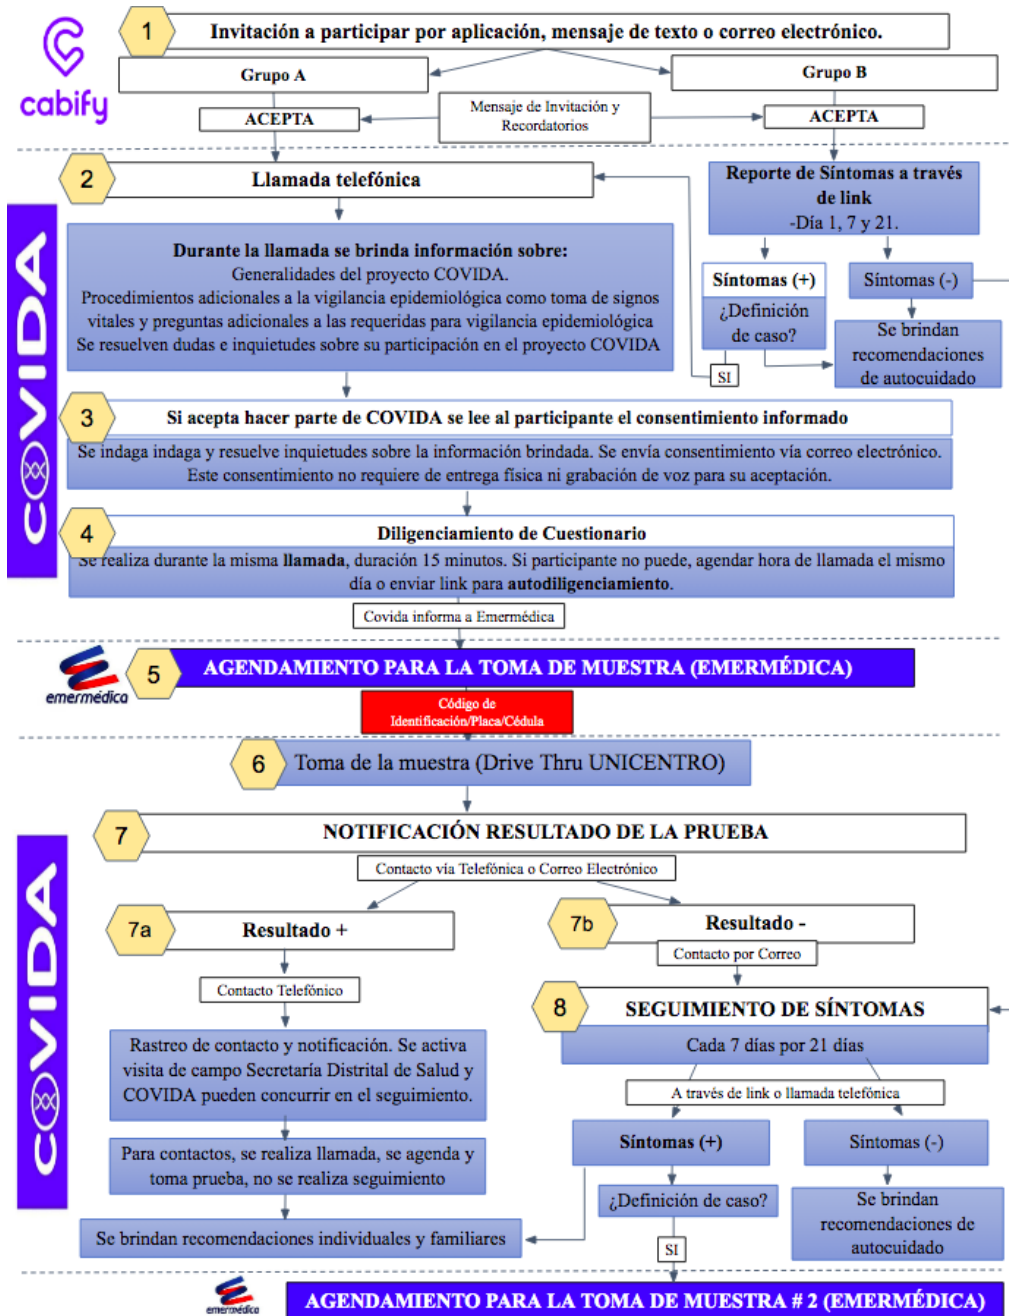 1
Invitación a participar por aplicación, mensaje de texto o correo electrónico.
cabify
Grupo A
Grupo B
Mensaje de Invitación y
Recordatorios
ACEPTA
ACEPTA
2
Llamada telefónica
Reporte de Síntomas a través
de link
-Día 1, 7 y 21.
COVIDA
Durante la llamada se brinda información sobre:
Generalidades del proyecto COVIDA.
Procedimientos adicionales a la vigilancia epidemiológica como toma de signos
vitales y preguntas adicionales a las requeridas para vigilancia epidemiológica
Se resuelven dudas e inquietudes sobre su participación en el proyecto COVIDA
Síntomas (+)
¿Definición
de caso?
SI
Síntomas (-)
Se brindan
recomendaciones
de autocuidado
3
Si acepta hacer parte de COVIDA se lee al participante el consentimiento informado
Se indaga indaga y resuelve inquietudes sobre la información brindada. Se envía consentimiento vía correo electrónico.
Este consentimiento no requiere de entrega física ni grabación de voz para su aceptación.
4
Diligenciamiento de Cuestionario
Se realiza durante la misma llamada, duración 15 minutos. Si participante no puede, agendar hora de llamada el mismo
día o enviar link para autodiligenciamiento.
Covida informa a Emermédica
emermédica
5
AGENDAMIENTO PARA LA TOMA DE MUESTRA (EMERMÉDICA)
Código de
Identificación/Placa/Cédula
6
Toma de la muestra (Drive Thru UNICENTRO)
7
NOTIFICACIÓN RESULTADO DE LA PRUEBA
Contacto vía Telefónica o Correo Electrónico
COVIDA
7a
Resultado +
Contacto Telefónico
Rastreo de contacto y notificación. Se activa
visita de campo Secretaría Distrital de Salud y
COVIDA pueden concurrir en el seguimiento.
Para contactos, se realiza llamada, se agenda y
toma prueba, no se realiza seguimiento
Se brindan recomendaciones individuales y familiares
7b
Resultado -
Contacto por Correo
8
SEGUIMIENTO DE SÍNTOMAS
Cada 7 días por 21 días
A través de link o llamada telefónica
Síntomas (+)
¿Definición de caso?
SI
Síntomas (-)
Se brindan
recomendaciones de
autocuidado
emermédica
AGENDAMIENTO PARA LA TOMA DE MUESTRA # 2 (EMERMÉDICA)